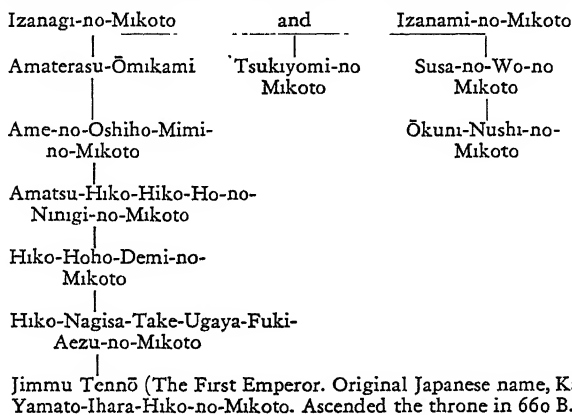 Izanagi-no-Mikoto and Izanami-no-Mikoto
Amaterasu-Ōmikami Tsukiyomi-no Susa-no-Wo-no
Mikoto Mikoto
Ame-no-Oshiho-Mimi- Ōkuni-Nushi-no-
no-Mikoto Mikoto
Amatsu-Hiko-Hiko-Ho-no-
Ninigi-no-Mikoto
Hiko-Hoho-Demi-no-
Mikoto
Hiko-Nagisa-Take-Ugaya-Fuki-
Aezu-no-Mikoto
Jimmu Tennō (The First Emperor. Original Japanese name, K
Yamato-Ihara-Hiko-no-Mikoto. Ascended the throne in 660 B.